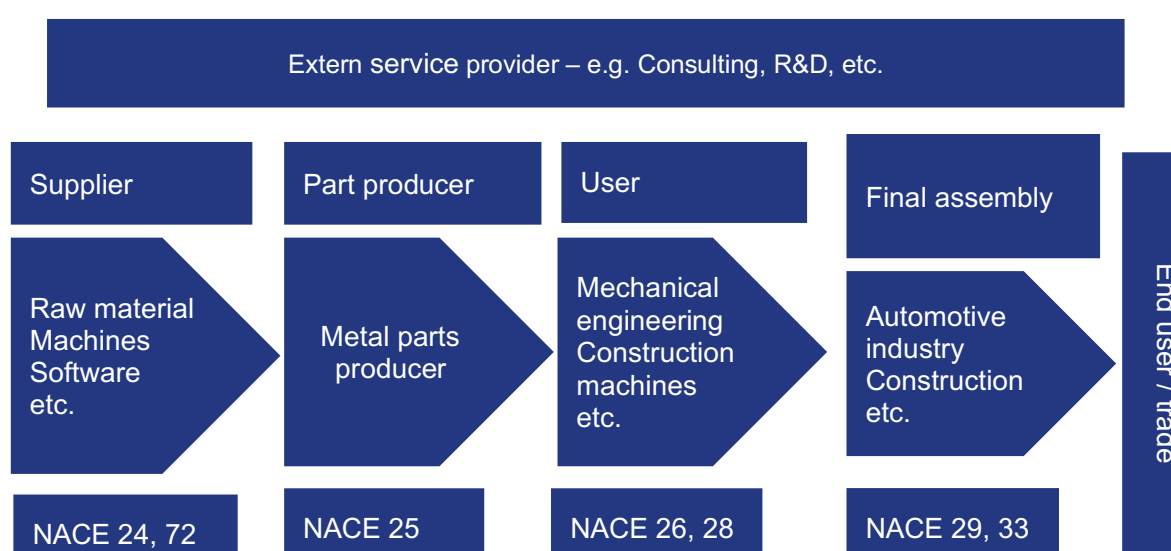 Extern service provider – e.g. Consulting, R&D, etc.
Supplier
Part producer
User
Final assembly
Raw material
Machines
Software
etc.
Metal parts
producer
Mechanical
engineering
Construction
machines
etc.
Automotive
industry
Construction
etc.
End user / trade
NACE 24, 72
NACE 25
NACE 26, 28
NACE 29, 33